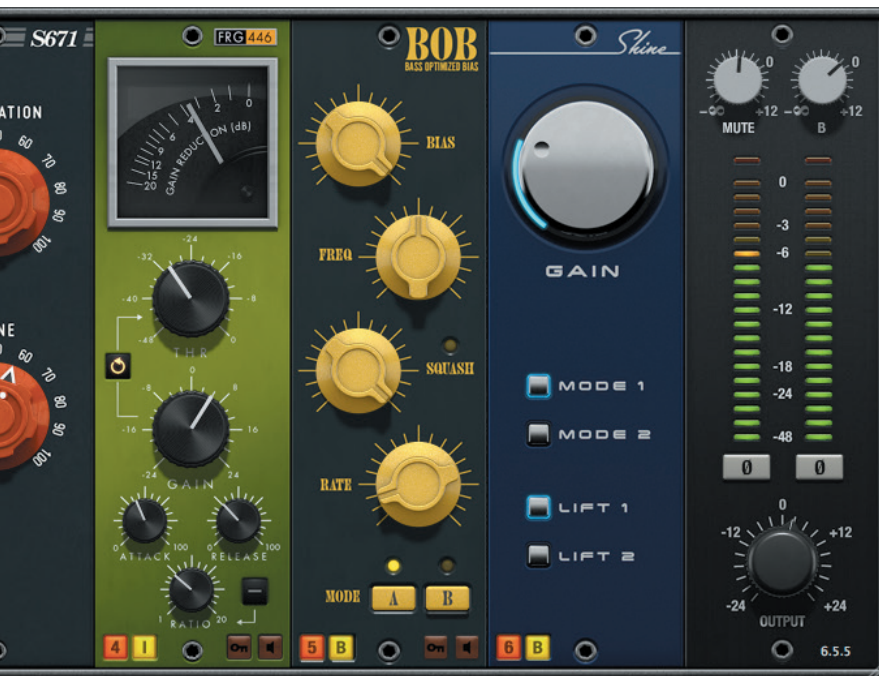 S671
ATION
60
70
80
90
100
NE
60
70
80
90
100
FRG 446
20
15
12
9
6
4
2
0
GAIN REDUCTION (dB)
-48
-40
-32
-24
-16
-8
0
THR
-24
-16
-8
0
8
16
24
GAIN
0 100
ATTACK
0 100
RELEASE
1 20
RATIO
4 I
BOB
BASS OPTIMIZED BIAS
BIAS
FREQ
SQUASH
RATE
MODE A B
5 B
Shine
GAIN
MODE 1
MODE 2
LIFT 1
LIFT 2
6 B
0 0
-∞ +12 -∞ +12
MUTE B
0
-3
-6
-12
-18
-24
-48
0 0
0
-12 +12
-24 +24
OUTPUT
6.5.5